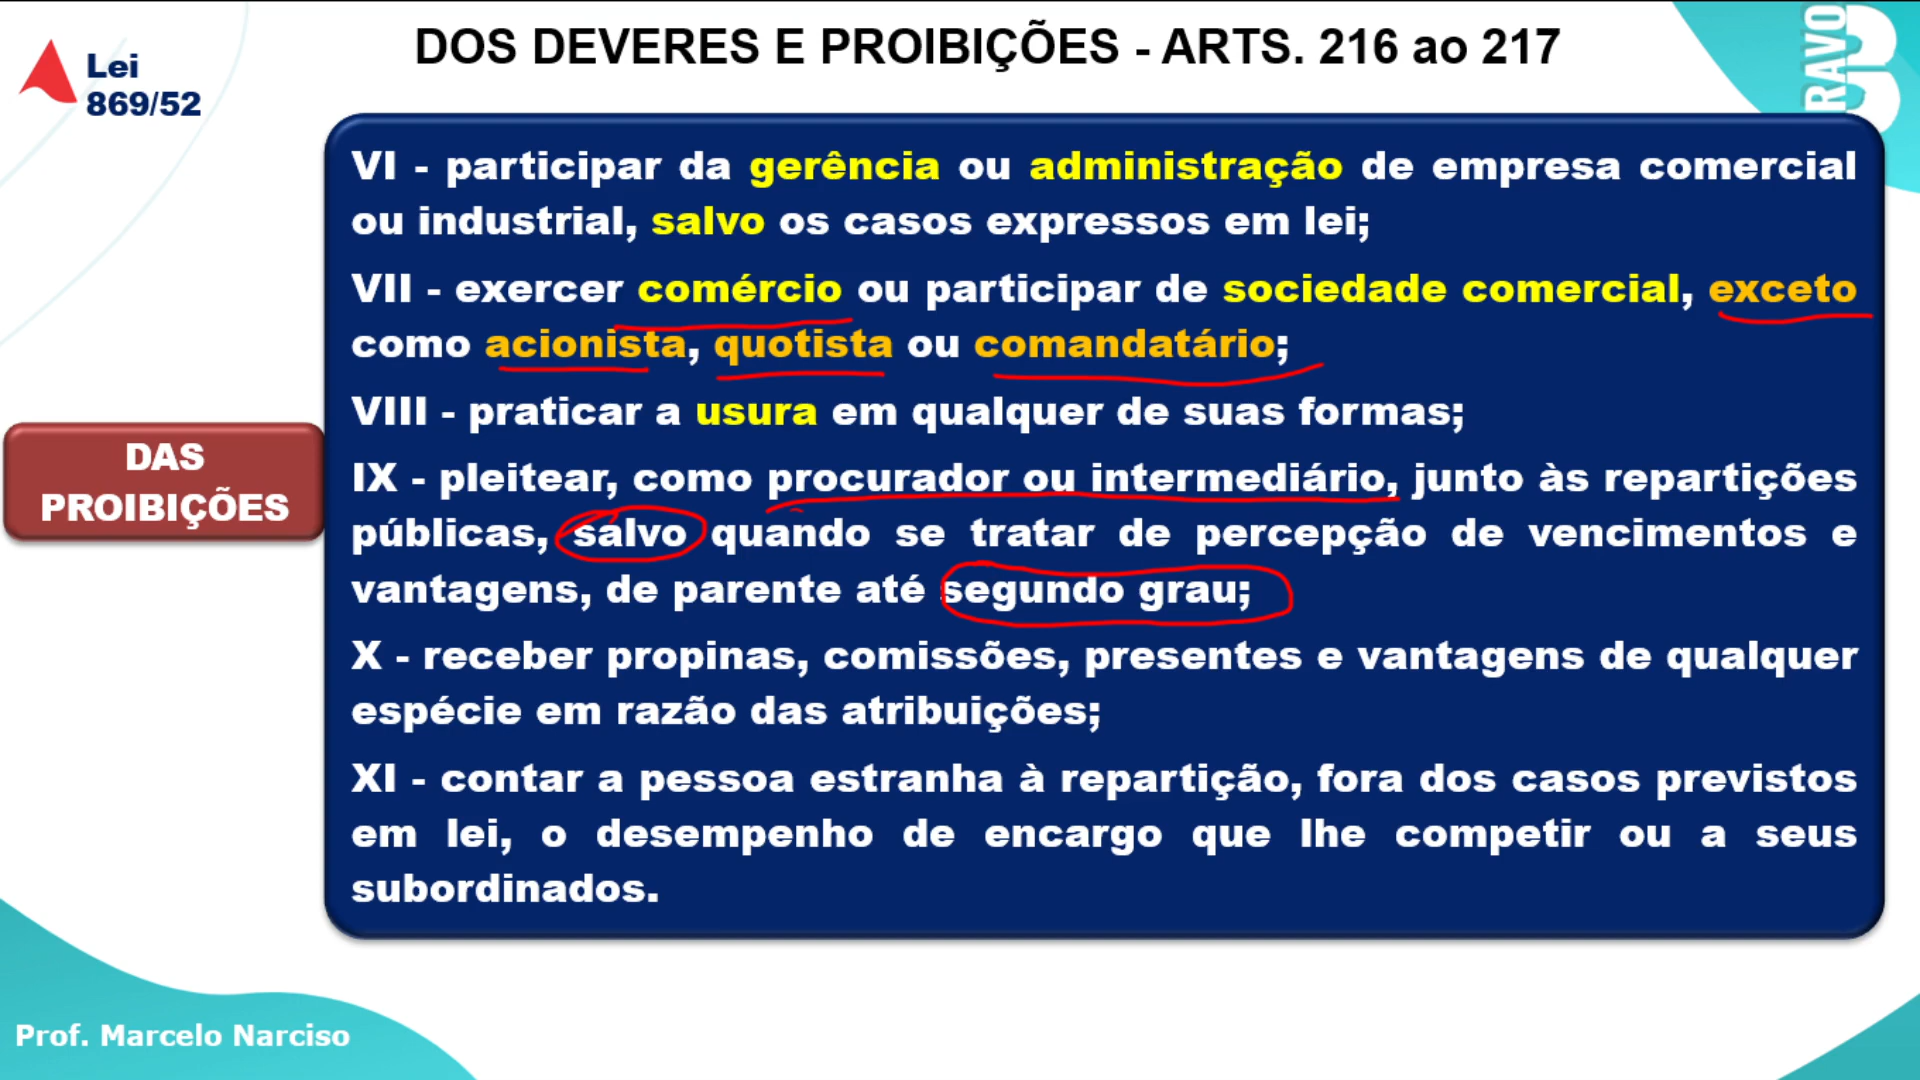 DOS DEVERES E PROIBIÇÕES - ARTS. 216 ao 217
Lei
869/52
RAVO
VI - participar da gerência ou administração de empresa comercial
ou industrial, salvo os casos expressos em lei;
VII - exercer comércio ou participar de sociedade comercial, exceto
como acionista, quotista ou comandatário;
VIII - praticar a usura em qualquer de suas formas;
IX - pleitear, como procurador ou intermediário, junto às repartições
públicas, salvo quando se tratar de percepção de vencimentos e
vantagens, de parente até segundo grau;
X - receber propinas, comissões, presentes e vantagens de qualquer
espécie em razão das atribuições;
XI - contar a pessoa estranha à repartição, fora dos casos previstos
em lei, o desempenho de encargo que lhe competir ou a seus
subordinados.
DAS
PROIBIÇÕES
Prof. Marcelo Narciso